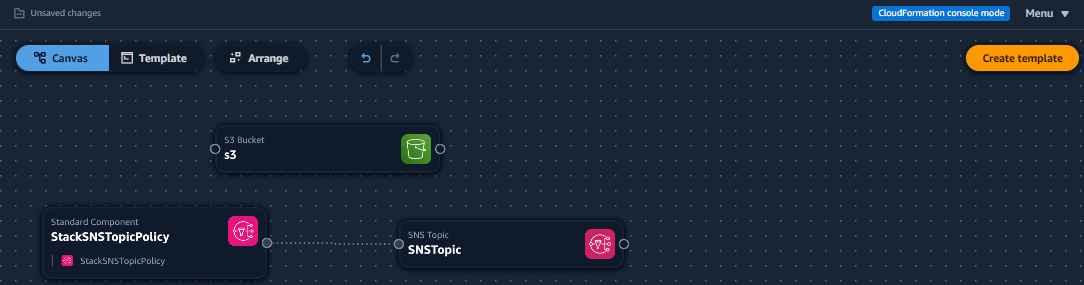 Unsaved changes
CloudFormation console mode
Menu
Canvas
Template
Arrange
Create template
S3 Bucket
s3
Standard Component
StackSNSTopicPolicy
StackSNSTopicPolicy
SNS Topic
SNSTopic